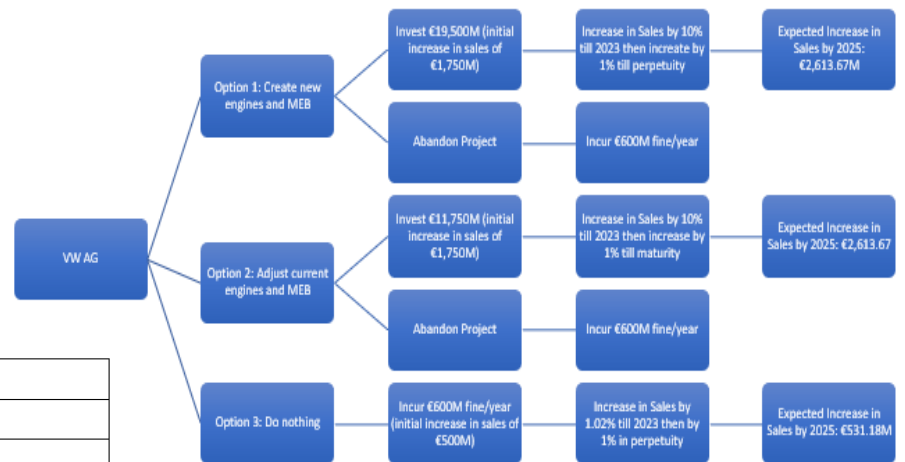 VW AG
Option 1: Create new
engines and MEB
Invest €19,500M (initial
increase in sales of
€1,750M)
Increase in Sales by 10%
till 2023 then increate by
1% till perpetuity
Expected Increase in
Sales by 2025:
€2,613.67M
Abandon Project
Incur €600M fine/year
Option 2: Adjust current
engines and MEB
Invest €11,750M (initial
increase in sales of
€1,750M)
Increase in Sales by 10%
till 2023 then increase by
1% till maturity
Expected Increase in
Sales by 2025: €2,613.67
Abandon Project
Incur €600M fine/year
Option 3: Do nothing
Incur €600M fine/year
(initial increase in sales of
€500M)
Increase in Sales by
1.02% till 2023 then by
1% in perpetuity
Expected Increase in
Sales by 2025: €531.18M